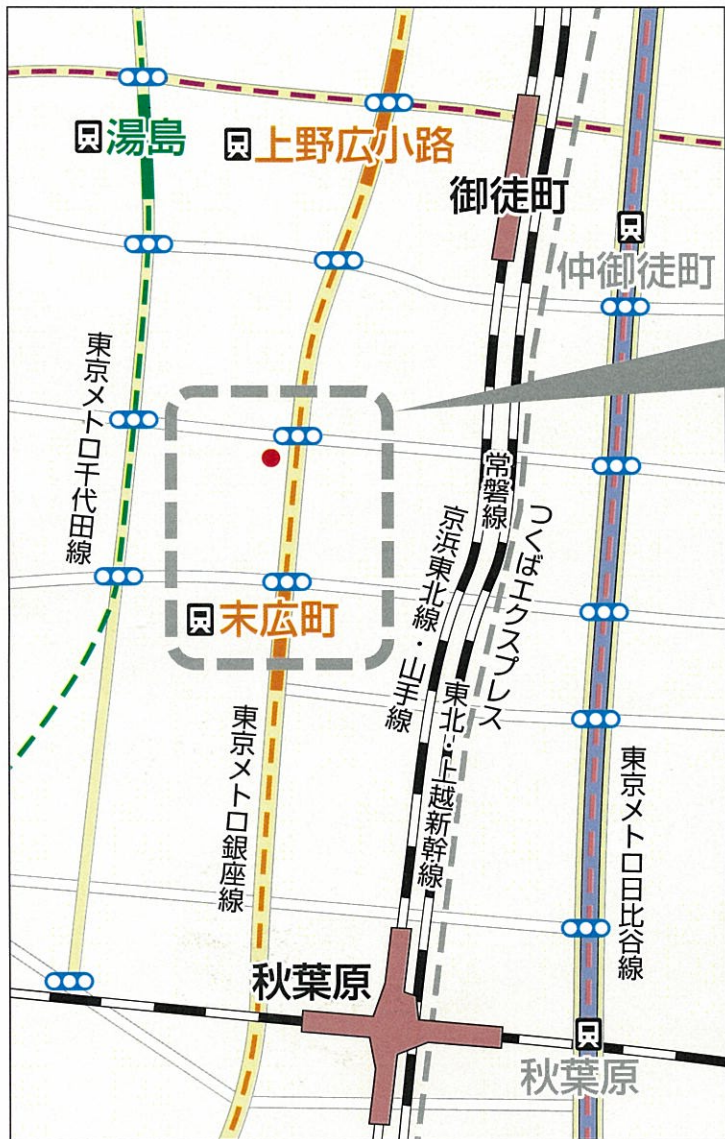 湯島
上野広小路
御徒町
仲御徒町
東京メトロ千代田線
常磐線
つくばエクスプレス
京浜東北線・山手線
末広町
東北・上越新幹線
東京メトロ銀座線
東京メトロ日比谷線
秋葉原
秋葉原